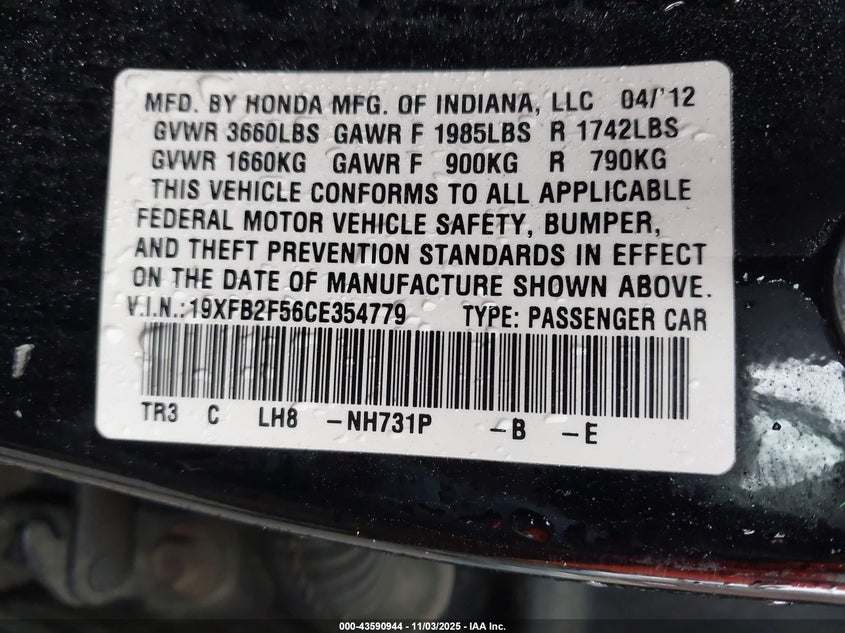 MFD. BY HONDA MFG. OF INDIANA, LLC 04/'12
GVWR 3660LBS GAWR F 1985LBS R 1742LBS
GVWR 1660KG GAWR F 900KG R 790KG
THIS VEHICLE CONFORMS TO ALL APPLICABLE
FEDERAL MOTOR VEHICLE SAFETY, BUMPER,
AND THEFT PREVENTION STANDARDS IN EFFECT
ON THE DATE OF MANUFACTURE SHOWN ABOVE.
V.I.N.:19XFB2F56CE354779 TYPE: PASSENGER CAR
TR3 C LH8 -NH731P -B -E
000-43590944 - 11/03/2025 - IAA Inc.